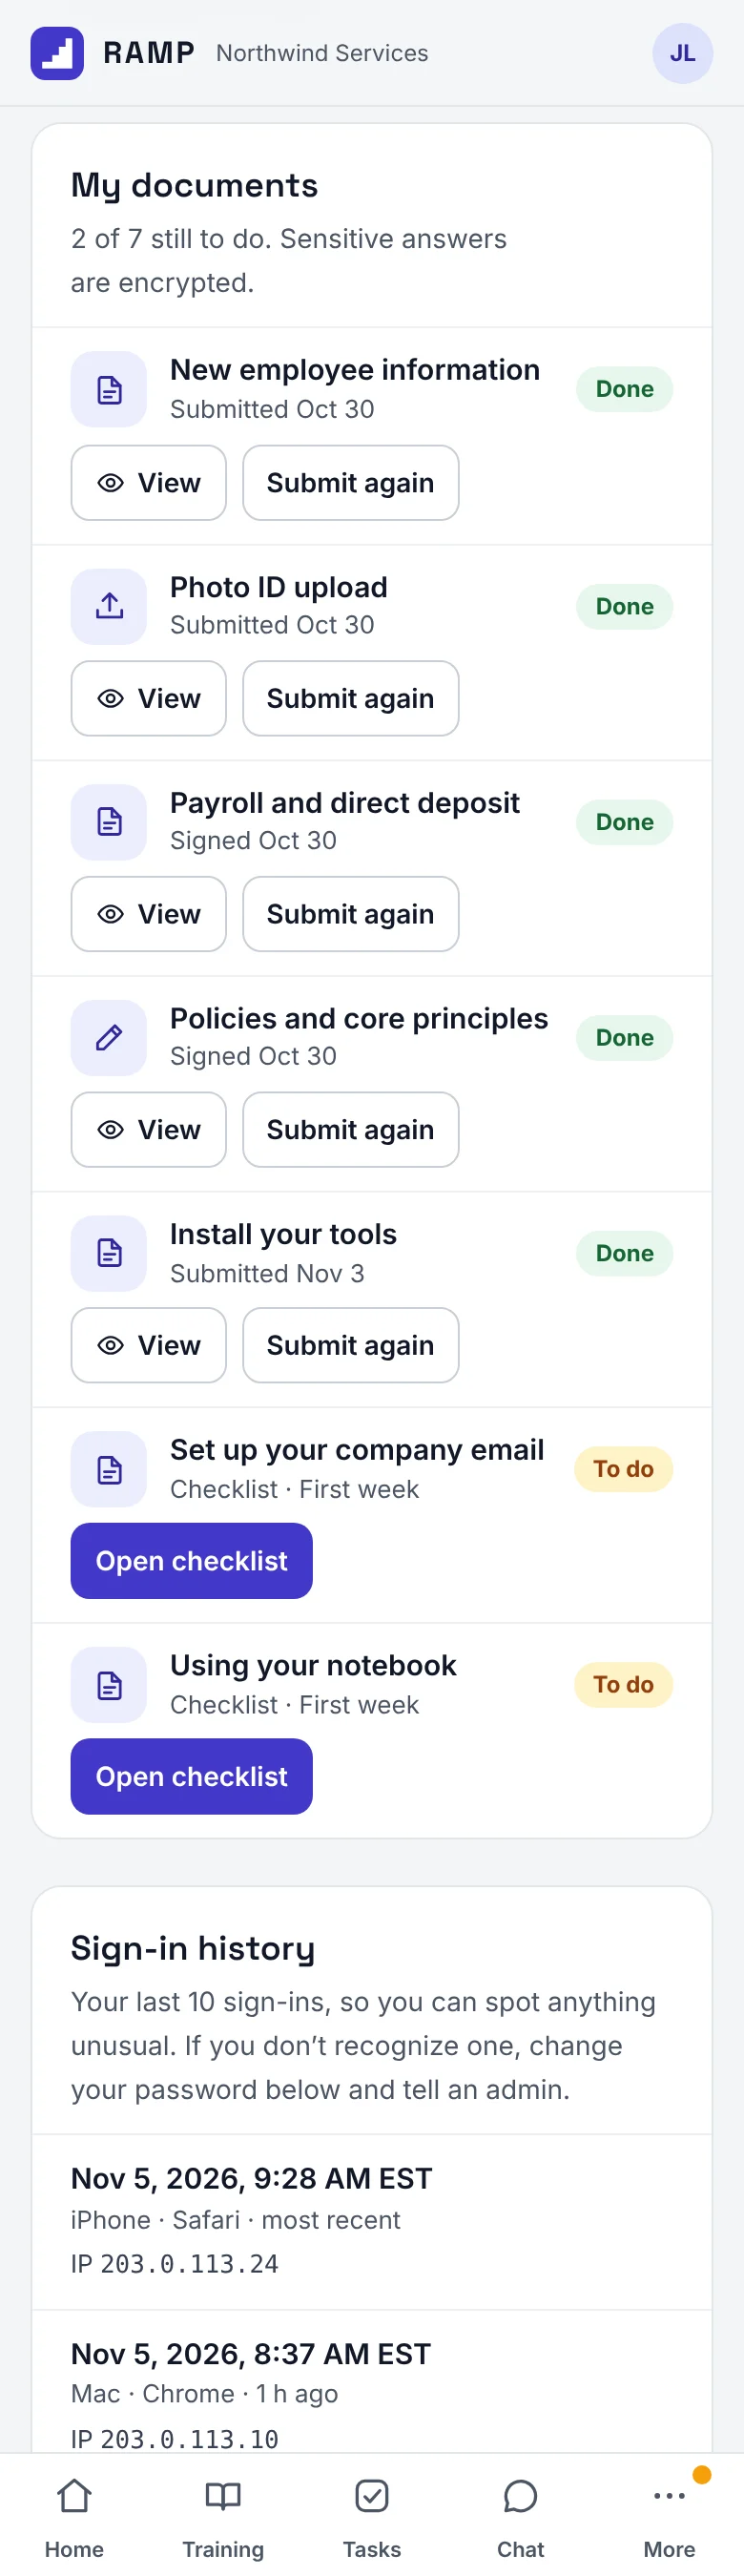 RAMP Northwind Services JL
My documents
2 of 7 still to do. Sensitive answers
are encrypted.
New employee information
Submitted Oct 30
Done
View Submit again
Photo ID upload
Submitted Oct 30
Done
View Submit again
Payroll and direct deposit
Signed Oct 30
Done
View Submit again
Policies and core principles
Signed Oct 30
Done
View Submit again
Install your tools
Submitted Nov 3
Done
View Submit again
Set up your company email
Checklist · First week
To do
Open checklist
Using your notebook
Checklist · First week
To do
Open checklist
Sign-in history
Your last 10 sign-ins, so you can spot anything
unusual. If you don’t recognize one, change
your password below and tell an admin.
Nov 5, 2026, 9:28 AM EST
iPhone · Safari · most recent
IP 203.0.113.24
Nov 5, 2026, 8:37 AM EST
Mac · Chrome · 1 h ago
IP 203.0.113.10
Home Training Tasks Chat More